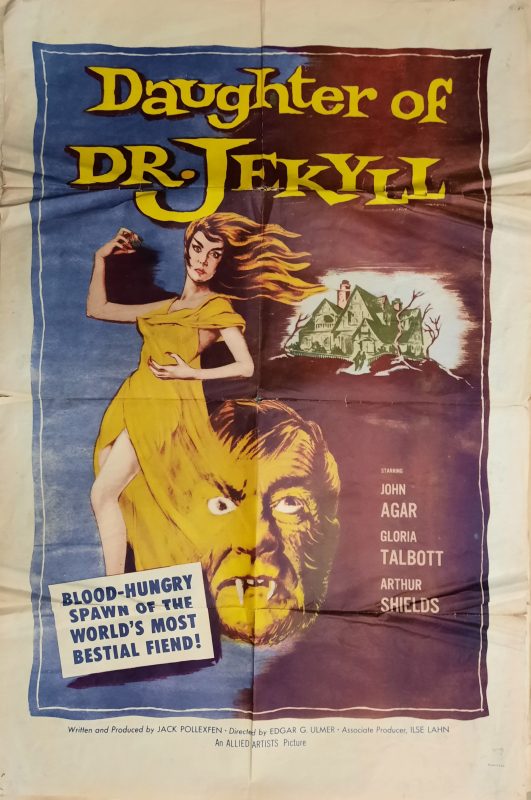 Daughter of
DR. JEKYLL
STARRING
JOHN
AGAR
GLORIA
TALBOTT
ARTHUR
SHIELDS
BLOOD-HUNGRY
SPAWN OF THE
WORLD'S MOST
BESTIAL FIEND!
Written and Produced by JACK POLLEXFEN • Directed by EDGAR G. ULMER • Associate Producer, ILSE LAHN
An ALLIED ARTISTS Picture